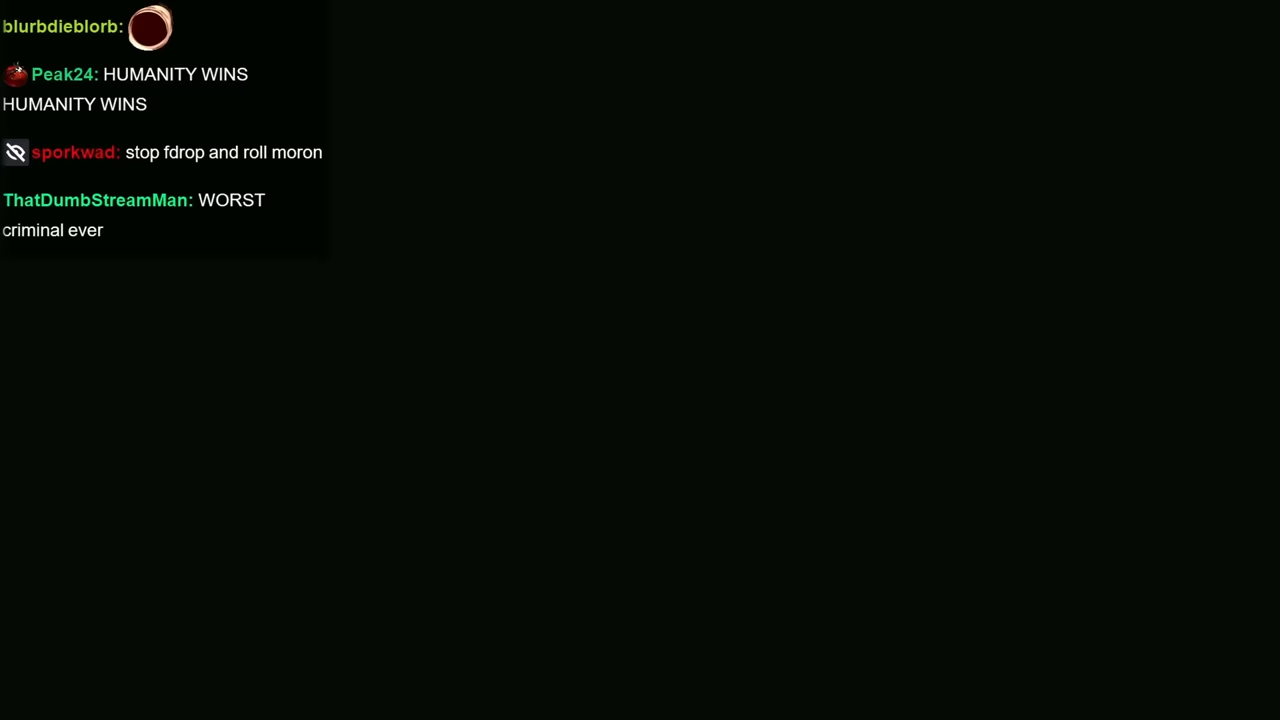 blurbdieblorb:
Peak24: HUMANITY WINS
HUMANITY WINS
sporkwad: stop fdrop and roll moron
ThatDumbStreamMan: WORST
criminal ever